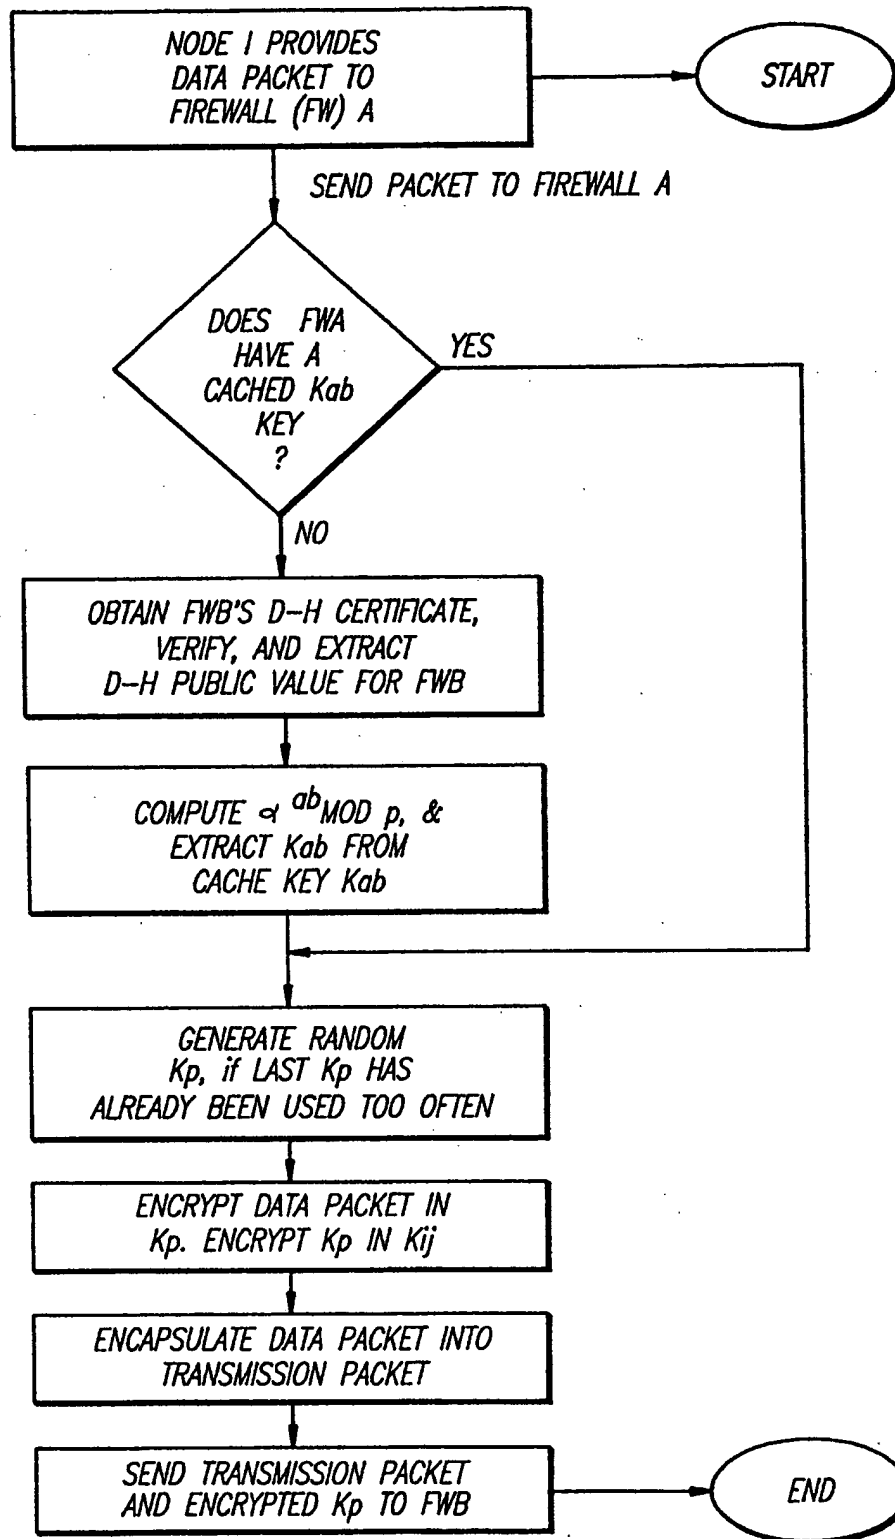 NODE I PROVIDES
DATA PACKET TO
FIREWALL (FW) A
START
SEND PACKET TO FIREWALL A
DOES FWA
HAVE A
CACHED Kab
KEY
?
YES
NO
OBTAIN FWB'S D-H CERTIFICATE,
VERIFY, AND EXTRACT
D-H PUBLIC VALUE FOR FWB
COMPUTE ∝ ab MOD p, &
EXTRACT Kab FROM
CACHE KEY Kab
GENERATE RANDOM
Kp, if LAST Kp HAS
ALREADY BEEN USED TOO OFTEN
ENCRYPT DATA PACKET IN
Kp. ENCRYPT Kp IN Kij
ENCAPSULATE DATA PACKET INTO
TRANSMISSION PACKET
SEND TRANSMISSION PACKET
AND ENCRYPTED Kp TO FWB
END